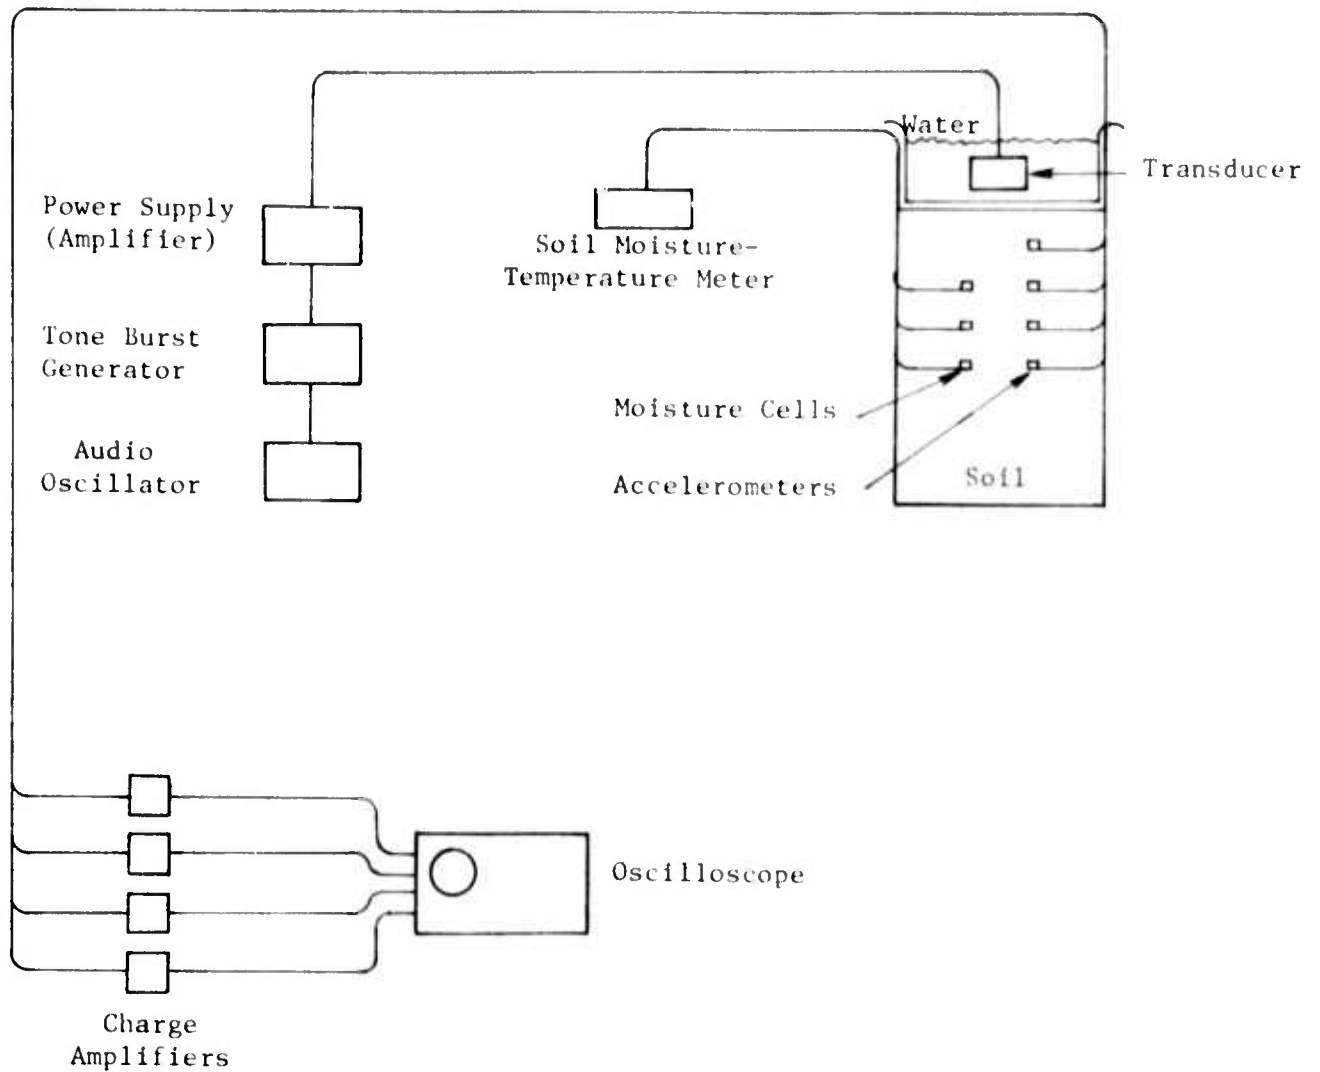 Water
Transducer
Power Supply
(Amplifier)
Soil Moisture-
Temperature Meter
Tone Burst
Generator
Moisture Cells
Audio
Oscillator
Accelerometers
Soil
Oscilloscope
Charge
Amplifiers